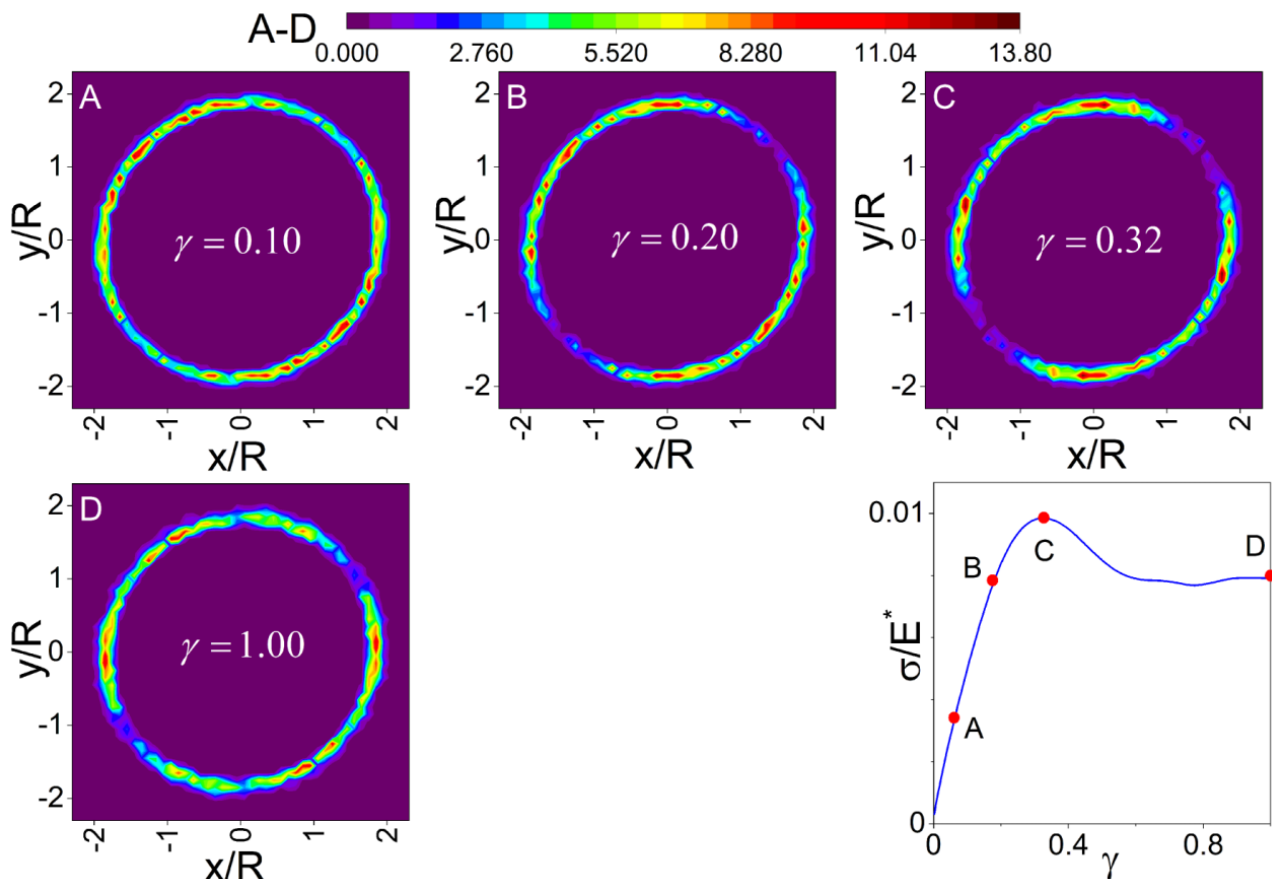 A-D
0.000 2.760 5.520 8.280 11.04 13.80
A
γ = 0.10
y/R
2
1
0
-1
-2
-2 -1 0 1 2
x/R
B
γ = 0.20
y/R
2
1
0
-1
-2
-2 -1 0 1 2
x/R
C
γ = 0.32
y/R
2
1
0
-1
-2
-2 -1 0 1 2
x/R
D
γ = 1.00
y/R
2
1
0
-1
-2
-2 -1 0 1 2
x/R
σ/E*
0.01
0
A
B
C
D
0 0.4 0.8
γ